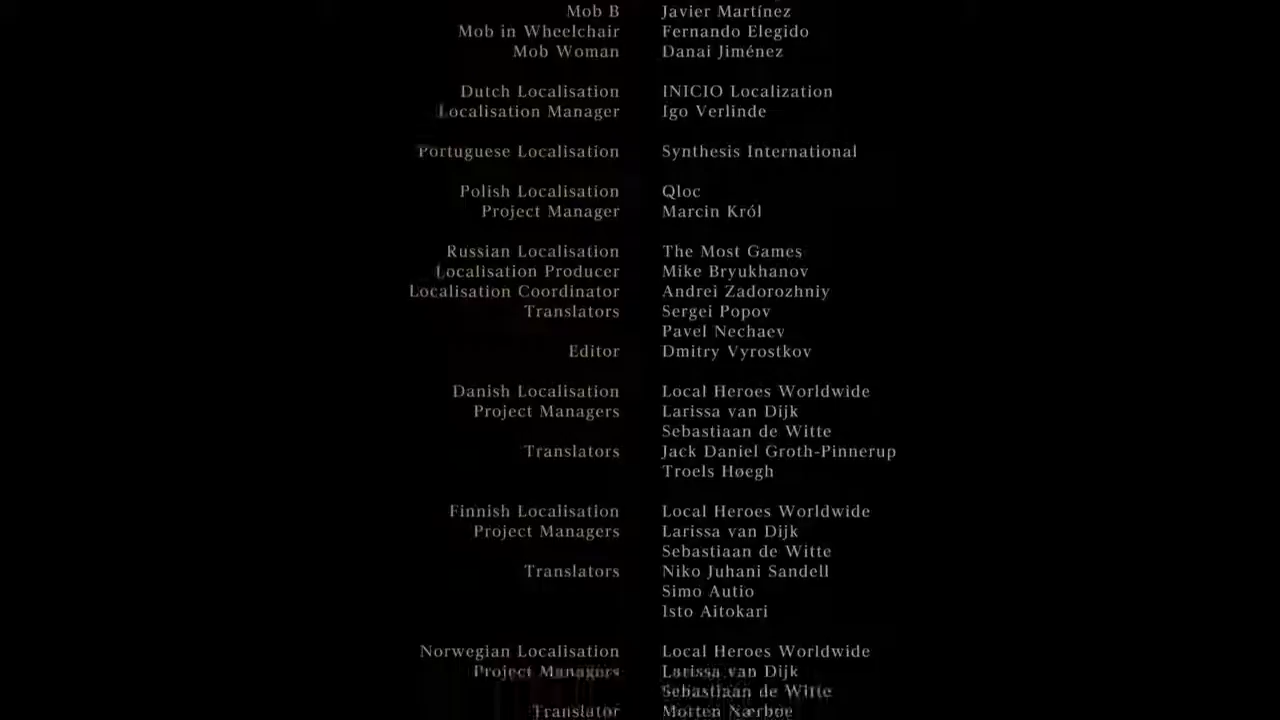 Mob B Javier Martínez
Mob in Wheelchair Fernando Elegido
Mob Woman Danai Jiménez
Dutch Localisation INICIO Localization
Localisation Manager Igo Verlinde
Portuguese Localisation Synthesis International
Polish Localisation Qloc
Project Manager Marcin Król
Russian Localisation The Most Games
Localisation Producer Mike Bryukhanov
Localisation Coordinator Andrei Zadorozhniy
Translators Sergei Popov
Pavel Nechaev
Editor Dmitry Vyrostkov
Danish Localisation Local Heroes Worldwide
Project Managers Larissa van Dijk
Sebastiaan de Witte
Translators Jack Daniel Groth-Pinnerup
Troels Høegh
Finnish Localisation Local Heroes Worldwide
Project Managers Larissa van Dijk
Sebastiaan de Witte
Translators Niko Juhani Sandell
Simo Autio
Isto Aitokari
Norwegian Localisation Local Heroes Worldwide
Project Managers Larissa van Dijk
Sebastiaan de Witte
Translator Morten Nærbøe